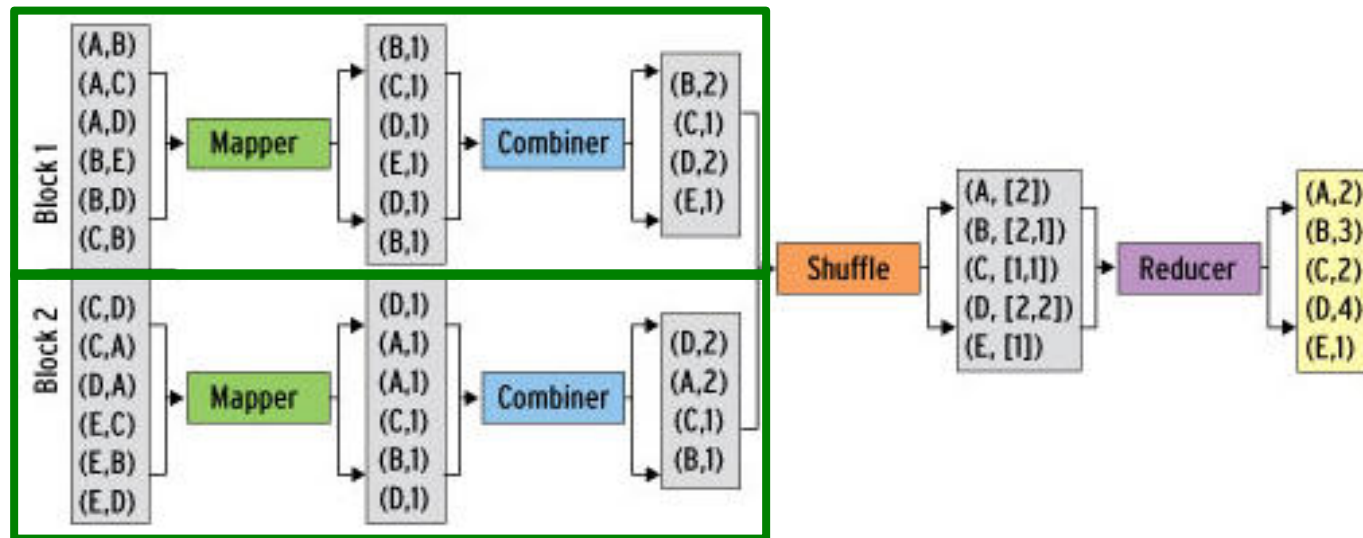 Block 1
(A,B)
(A,C)
(A,D)
(B,E)
(B,D)
(C,B)
Mapper
(B,1)
(C,1)
(D,1)
(E,1)
(D,1)
(B,1)
Combiner
(B,2)
(C,1)
(D,2)
(E,1)
Block 2
(C,D)
(C,A)
(D,A)
(E,C)
(E,B)
(E,D)
Mapper
(D,1)
(A,1)
(A,1)
(C,1)
(B,1)
(D,1)
Combiner
(D,2)
(A,2)
(C,1)
(B,1)
Shuffle
(A, [2])
(B, [2,1])
(C, [1,1])
(D, [2,2])
(E, [1])
Reducer
(A,2)
(B,3)
(C,2)
(D,4)
(E,1)